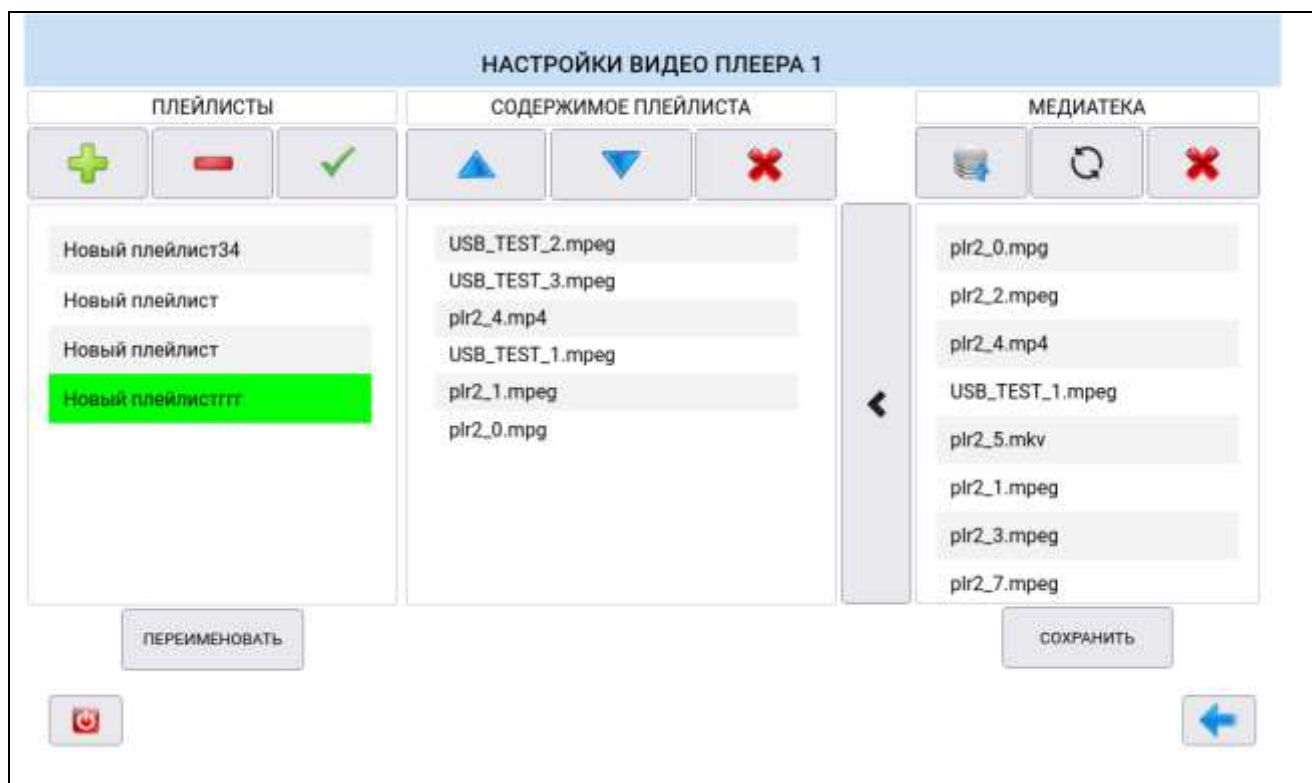 НАСТРОЙКИ ВИДЕО ПЛЕЕРА 1
ПЛЕЙЛИСТЫ
СОДЕРЖИМОЕ ПЛЕЙЛИСТА
МЕДИАТЕКА
Новый плейлист34
Новый плейлист
Новый плейлист
Новый плейлистггг
USB_TEST_2.mpeg
USB_TEST_3.mpeg
plr2_4.mp4
USB_TEST_1.mpeg
plr2_1.mpeg
plr2_0.mpg
plr2_0.mpg
plr2_2.mpeg
plr2_4.mp4
USB_TEST_1.mpeg
plr2_5.mkv
plr2_1.mpeg
plr2_3.mpeg
plr2_7.mpeg
ПЕРЕИМЕНОВАТЬ
СОХРАНИТЬ